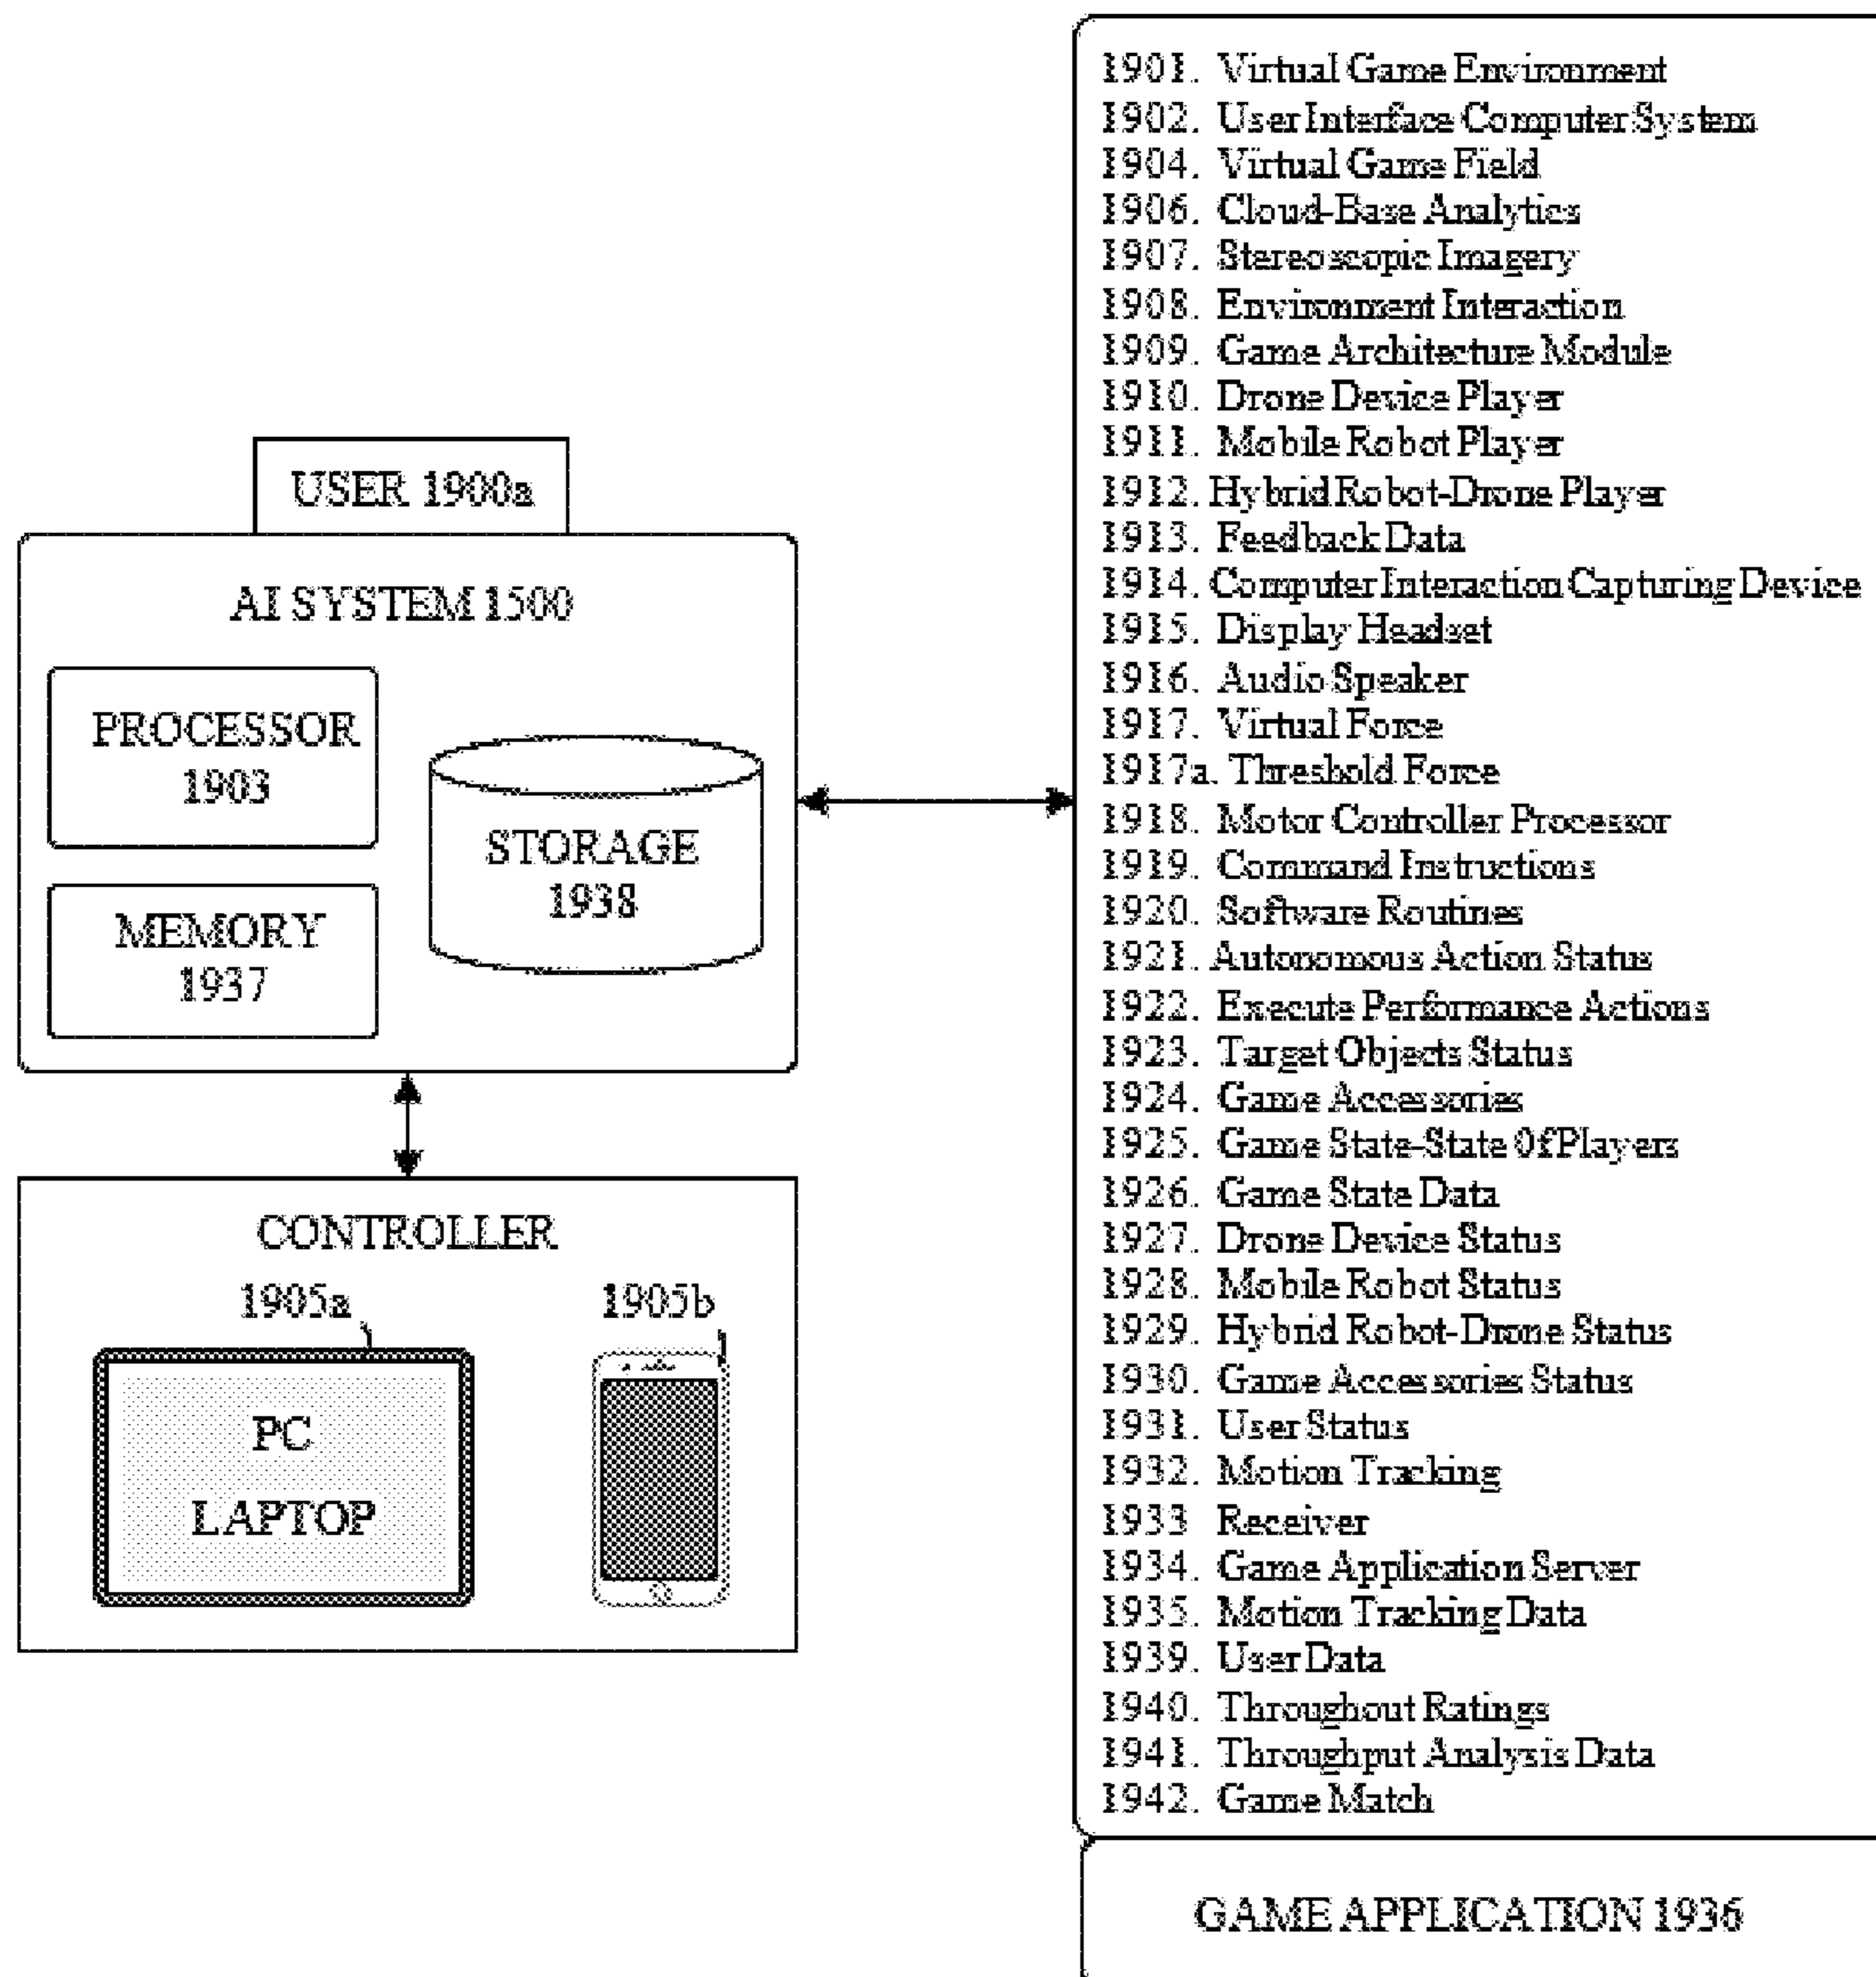 USER 1900a
AI SYSTEM 1500
PROCESSOR
1903
MEMORY
1937
STORAGE
1938
CONTROLLER
1905a
1905b
PC
LAPTOP
1901. Virtual Game Environment
1902. User Interface Computer System
1904. Virtual Game Field
1906. Cloud-Base Analytics
1907. Stereoscopic Imagery
1908. Environment Interaction
1909. Game Architecture Module
1910. Drone Device Player
1911. Mobile Robot Player
1912. Hybrid Robot-Drone Player
1913. Feedback Data
1914. Computer Interaction Capturing Device
1915. Display Headset
1916. Audio Speaker
1917. Virtual Force
1917a. Threshold Force
1918. Motor Controller Processor
1919. Command Instructions
1920. Software Routines
1921. Autonomous Action Status
1922. Execute Performance Actions
1923. Target Objects Status
1924. Game Accessories
1925. Game State-State 0f Players
1926. Game State Data
1927. Drone Device Status
1928. Mobile Robot Status
1929. Hybrid Robot-Drone Status
1930. Game Accessories Status
1931. User Status
1932. Motion Tracking
1933 Receiver
1934. Game Application Server
1935. Motion Tracking Data
1939. User Data
1940. Throughout Ratings
1941. Throughput Analysis Data
1942. Game Match
GAME APPLICATION 1936